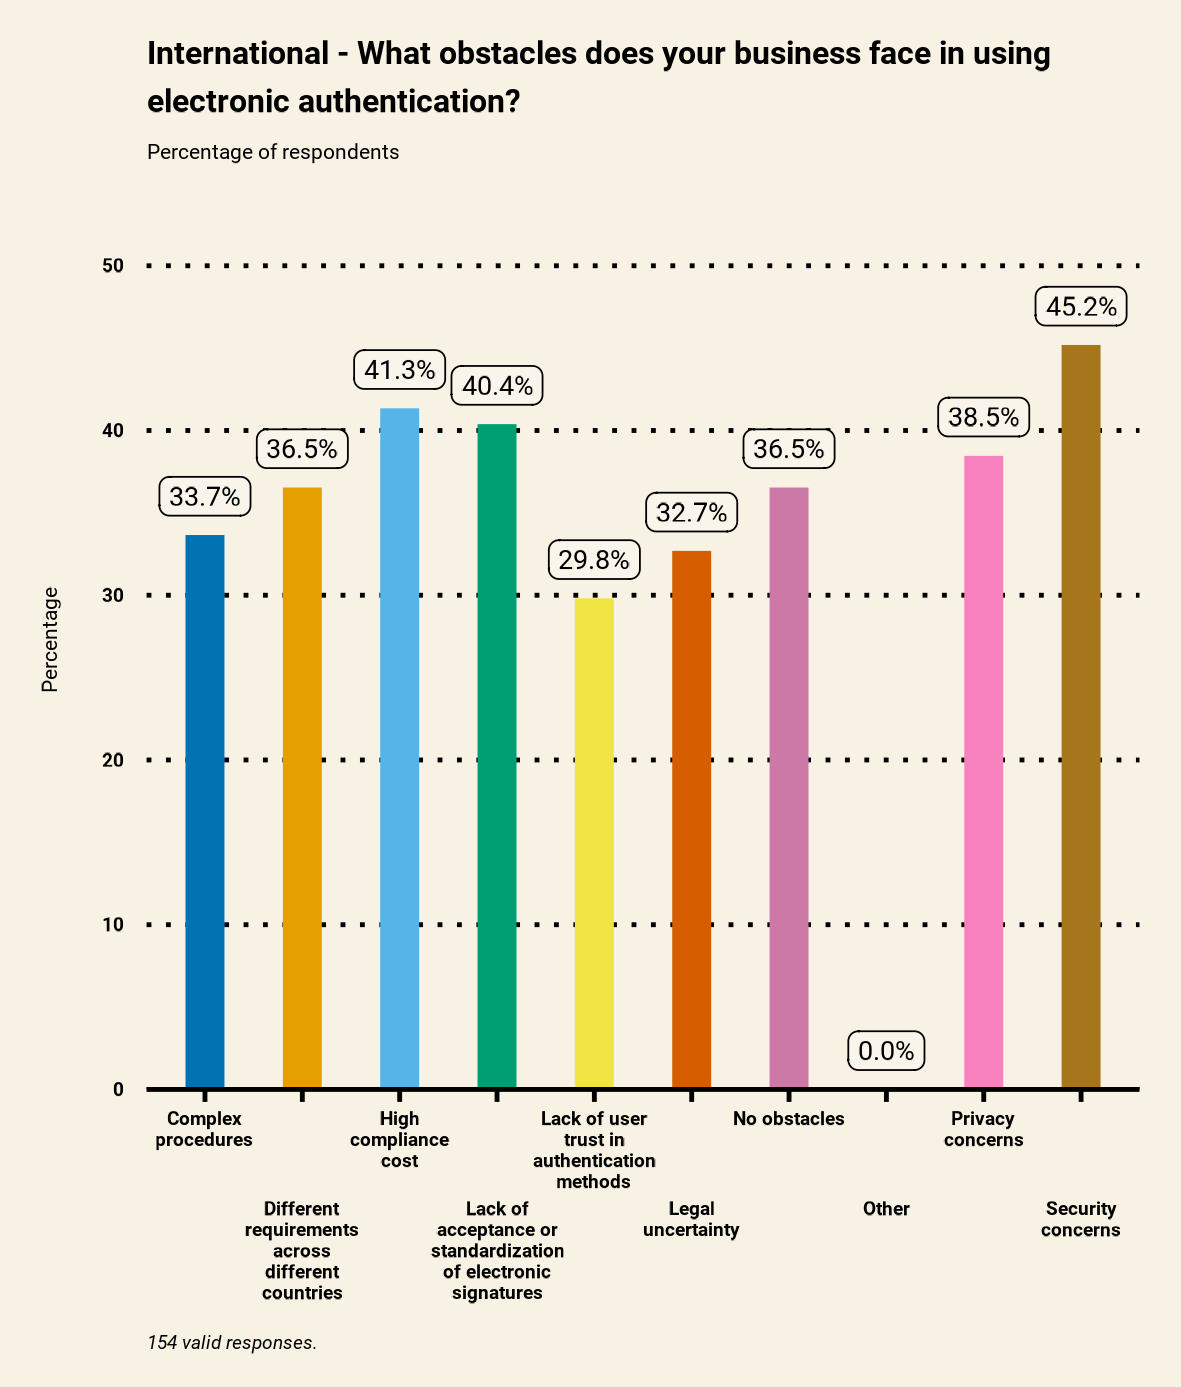 International - What obstacles does your business face in using
electronic authentication?
Percentage of respondents
50
45.2%
41.3%
40.4%
38.5%
40
36.5%
36.5%
33.7%
32.7%
29.8%
30
Percentage
20
10
0.0%
0
Complex
procedures
High
compliance
cost
Lack of user
trust in
authentication
methods
No obstacles
Privacy
concerns
Different
requirements
across
different
countries
Lack of
acceptance or
standardization
of electronic
signatures
Legal
uncertainty
Other
Security
concerns
154 valid responses.